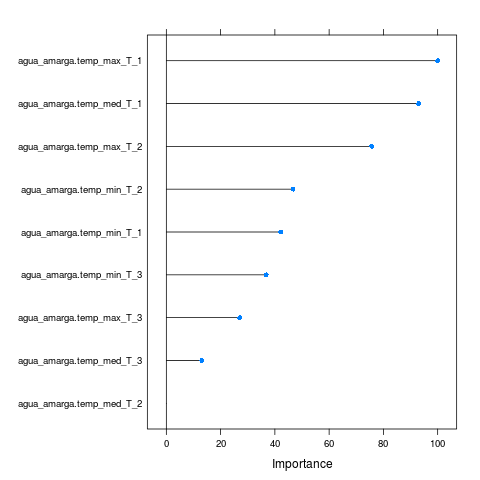 agua_amarga.temp_max_T_1
agua_amarga.temp_med_T_1
agua_amarga.temp_max_T_2
agua_amarga.temp_min_T_2
agua_amarga.temp_min_T_1
agua_amarga.temp_min_T_3
agua_amarga.temp_max_T_3
agua_amarga.temp_med_T_3
agua_amarga.temp_med_T_2
0 20 40 60 80 100
Importance